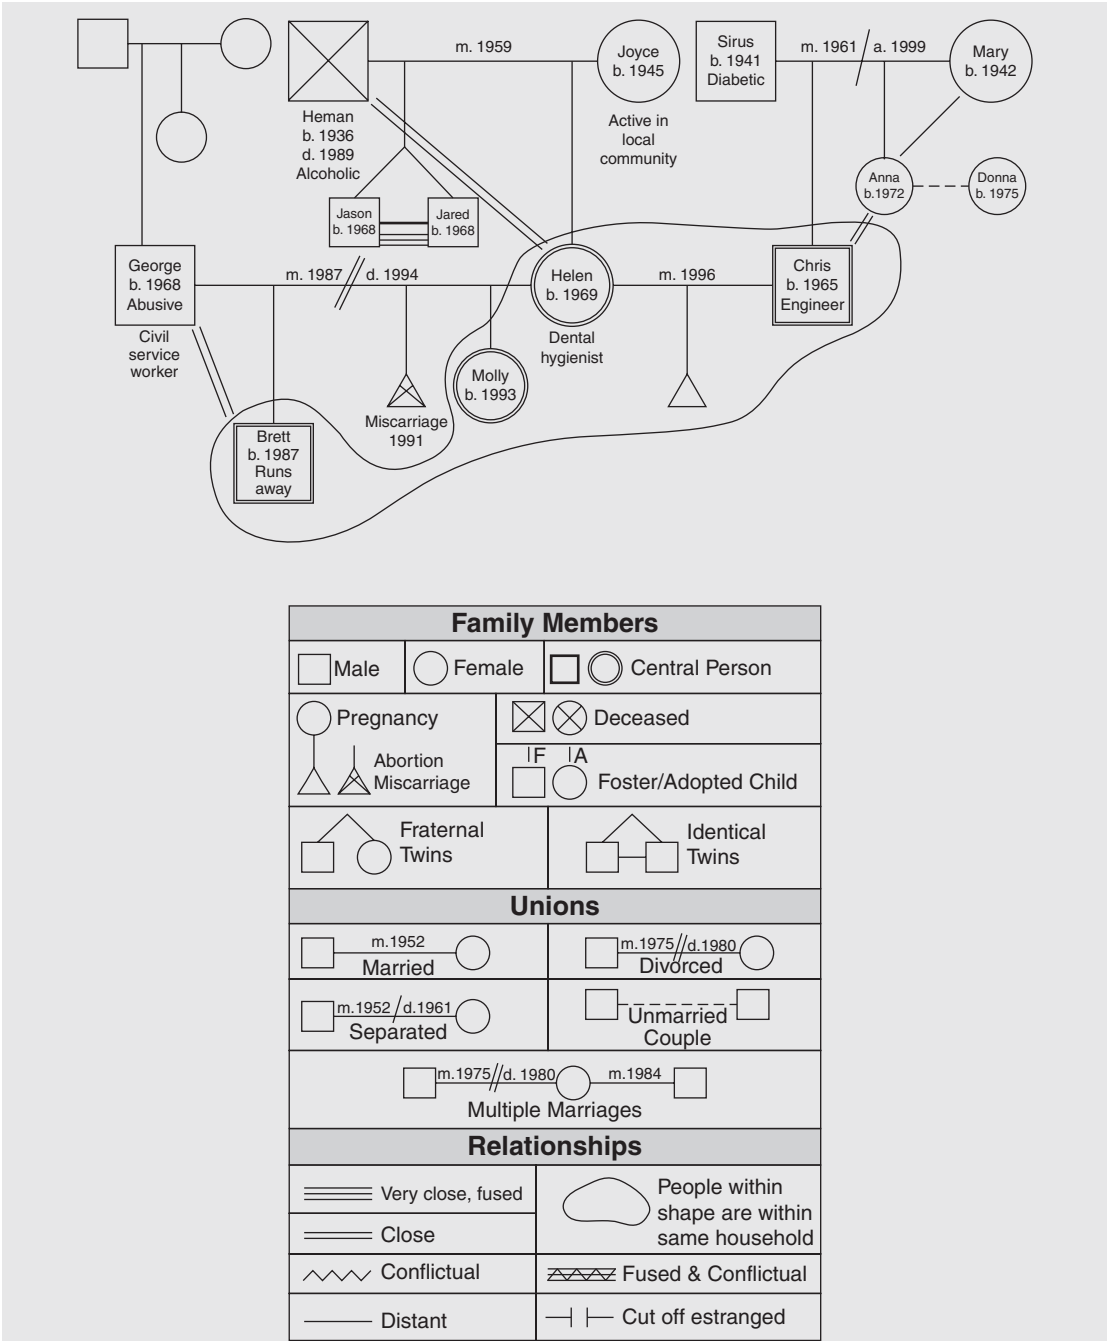 m. 1959
Joyce
b. 1945
Active in
local
community
Sirus
b. 1941
Diabetic
m. 1961
a. 1999
Mary
b. 1942
Heman
b. 1936
d. 1989
Alcoholic
Anna
b.1972
Donna
b. 1975
Jason
b. 1968
Jared
b. 1968
George
b. 1968
Abusive
Civil
service
worker
m. 1987
d. 1994
Helen
b. 1969
Dental
hygienist
m. 1996
Chris
b. 1965
Engineer
Molly
b. 1993
Miscarriage
1991
Brett
b. 1987
Runs
away
Family Members
Male
Female
Central Person
Pregnancy
Abortion
Miscarriage
Deceased
F
A
Foster/Adopted Child
Fraternal
Twins
Identical
Twins
Unions
m.1952
Married
m.1975
d.1980
Divorced
m.1952
d.1961
Separated
Unmarried
Couple
m.1975
d. 1980
m.1984
Multiple Marriages
Relationships
Very close, fused
Close
People within
shape are within
same household
Conflictual
Fused & Conflictual
Distant
Cut off estranged